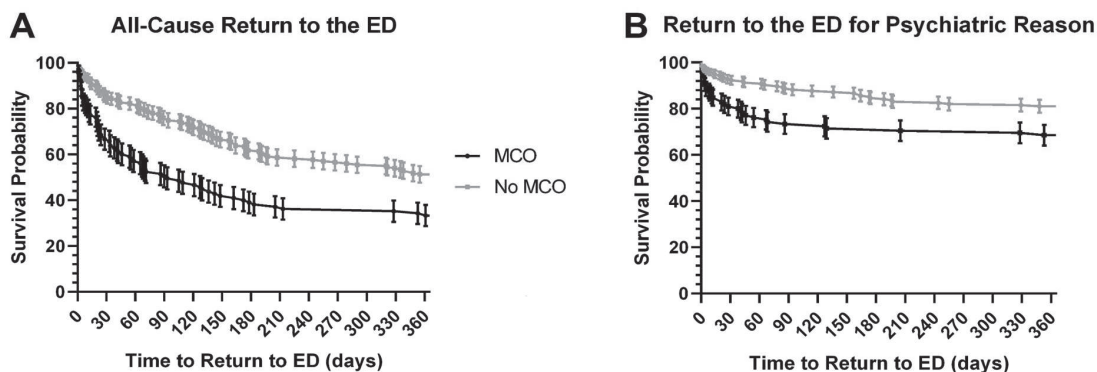 A All-Cause Return to the ED
Survival Probability
100
80
60
40
20
0
0 30 60 90 120 150 180 210 240 270 300 330 360
Time to Return to ED (days)
MCO
No MCO
B Return to the ED for Psychiatric Reason
Survival Probability
100
80
60
40
20
0
0 30 60 90 120 150 180 210 240 270 300 330 360
Time to Return to ED (days)